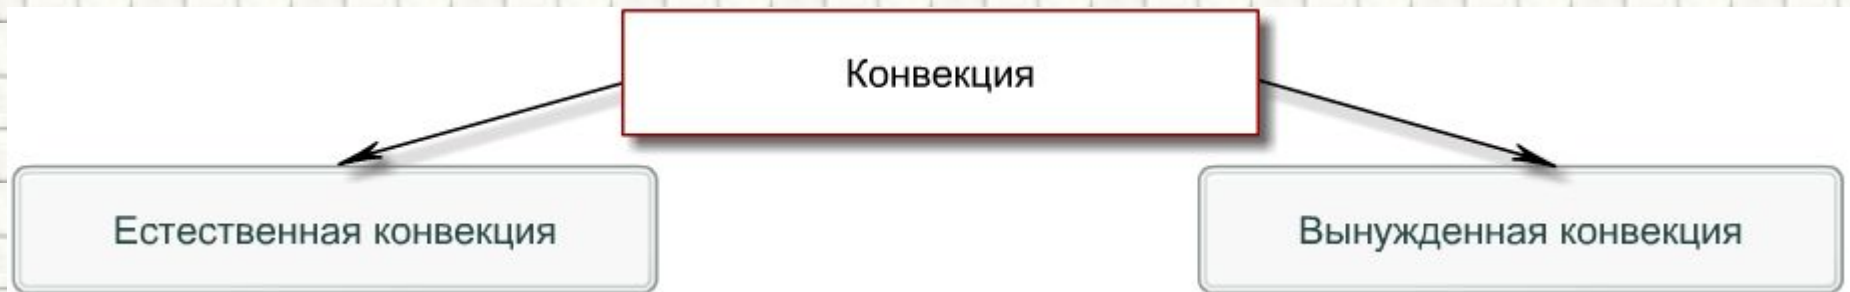 Конвекция
Естественная конвекция
Вынужденная конвекция